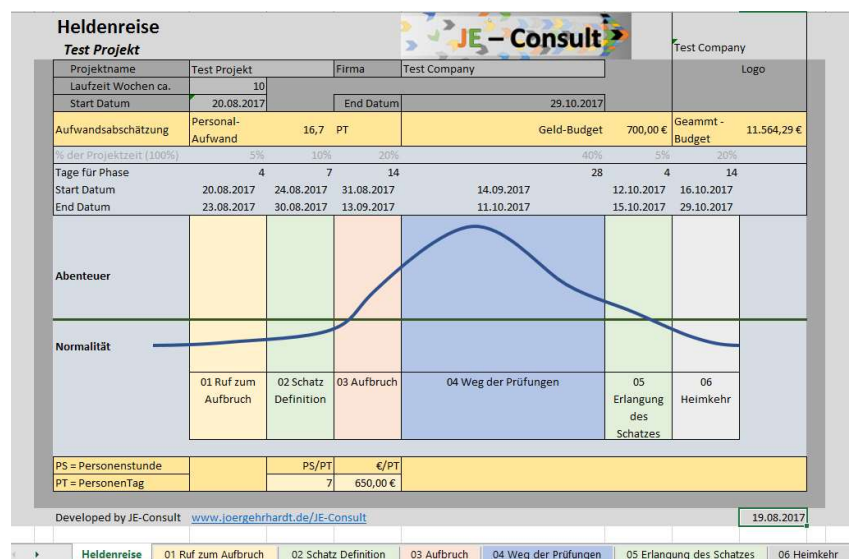 Heldenreise
Test Projekt
JE – Consult
Test Company
Projektname Test Projekt Firma Test Company Logo
Laufzeit Wochen ca. 10
Start Datum 20.08.2017 End Datum 29.10.2017
Aufwandsabschätzung Personal-Aufwand 16,7 PT Geld-Budget 700,00 € Geammt - Budget 11.564,29 €
% der Projektzeit (100%) 5% 10% 20% 40% 5% 20%
Tage für Phase 4 7 14 28 4 14
Start Datum 20.08.2017 24.08.2017 31.08.2017 14.09.2017 12.10.2017 16.10.2017
End Datum 23.08.2017 30.08.2017 13.09.2017 11.10.2017 15.10.2017 29.10.2017
Abenteuer
Normalität
01 Ruf zum Aufbruch
02 Schatz Definition
03 Aufbruch
04 Weg der Prüfungen
05 Erlangung des Schatzes
06 Heimkehr
PS = Personenstunde PS/PT €/PT
PT = PersonenTag 7 650,00 €
Developed by JE-Consult www.joergehrhardt.de/JE-Consult 19.08.2017
Heldenreise 01 Ruf zum Aufbruch 02 Schatz Definition 03 Aufbruch 04 Weg der Prüfungen 05 Erlangung des Schatzes 06 Heimkehr